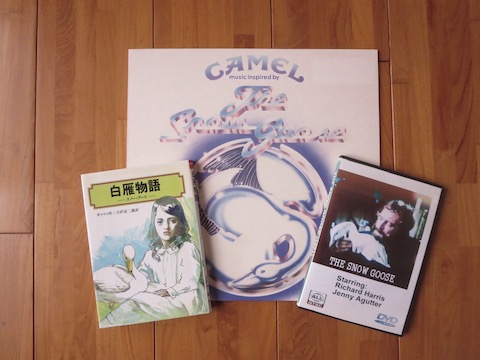 CAMEL
music inspired by
The
Snow Goose
白雁物語
THE SNOW GOOSE
Starring:
Richard Harris
Jenny Agutter
ALL
DVD